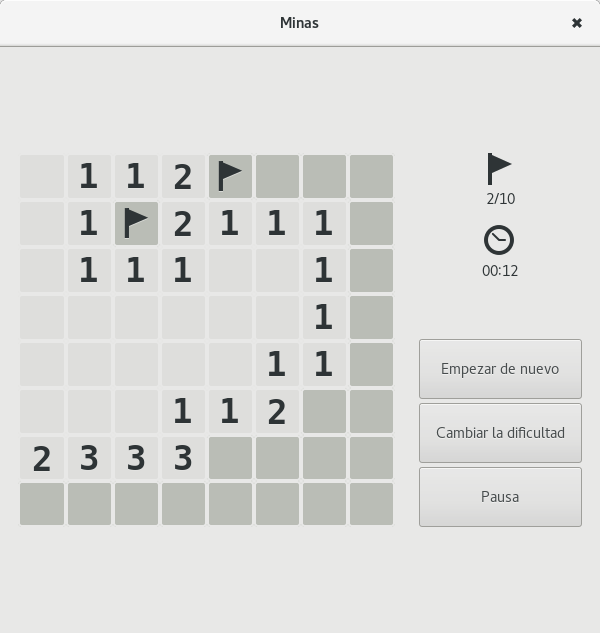 Minas
1 1 2
1 2 1 1 1
1 1 1 1
1
1 1
1 1 2
2 3 3 3
2/10
00:12
Empezar de nuevo
Cambiar la dificultad
Pausa